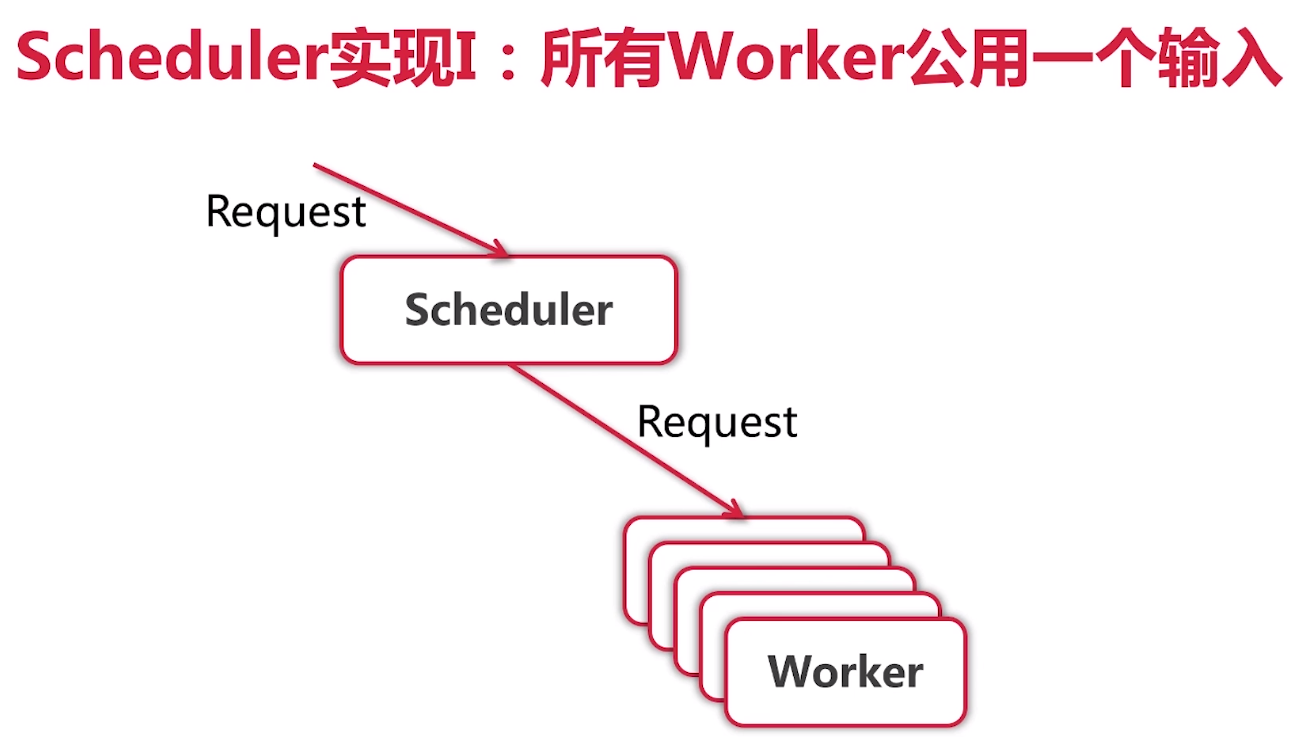 Scheduler实现I：所有Worker公用一个输入
Request
Scheduler
Request
Worker